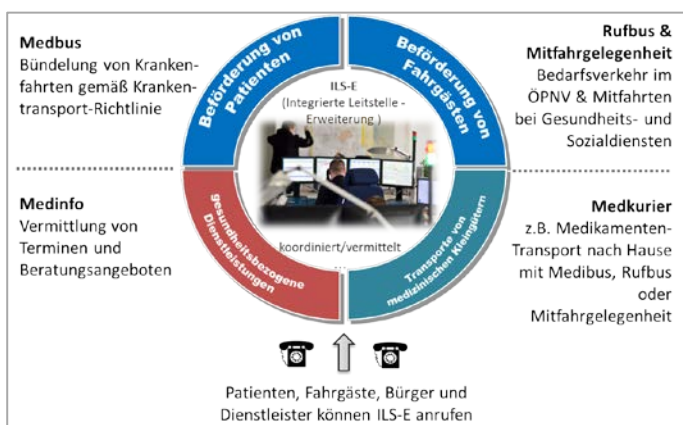 Medbus
Bündelung von Kranken-
fahrten gemäß Kranken-
transport-Richtlinie
Beförderung von
Patienten
Beförderung von
Fahrgästen
Rufbus &
Mitfahrgelegenheit
Bedarfsverkehr im
ÖPNV & Mitfahrten
bei Gesundheits- und
Sozialdiensten
ILS-E
(Integrierte Leitstelle -
Erweiterung )
koordiniert/vermittelt
...
Medinfo
Vermittlung von
Terminen und
Beratungsangeboten
gesundheitsbezogene
Dienstleistungen
Transporte von
medizinischen Kleingütern
Medkurier
z.B. Medikamenten-
Transport nach Hause
mit Medibus, Rufbus
oder
Mitfahrgelegenheit
Patienten, Fahrgäste, Bürger und
Dienstleister können ILS-E anrufen